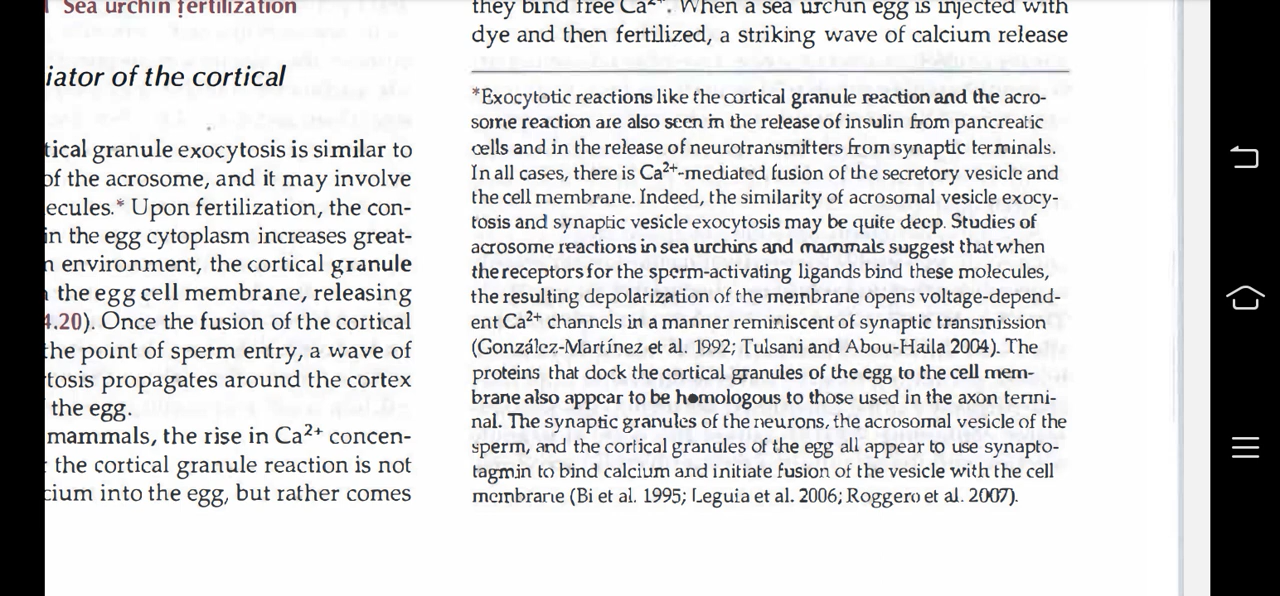 Sea urchin fertilization
iator of the cortical
tical granule exocytosis is similar to
of the acrosome, and it may involve
ecules.* Upon fertilization, the con-
in the egg cytoplasm increases great-
n environment, the cortical granule
the egg cell membrane, releasing
4.20). Once the fusion of the cortical
the point of sperm entry, a wave of
tosis propagates around the cortex
the egg.
mammals, the rise in Ca²⁺ concen-
the cortical granule reaction is not
cium into the egg, but rather comes
they bind free Ca²⁺. When a sea urchin egg is injected with
dye and then fertilized, a striking wave of calcium release
*Exocytotic reactions like the cortical granule reaction and the acro-
some reaction are also seen in the release of insulin from pancreatic
cells and in the release of neurotransmitters from synaptic terminals.
In all cases, there is Ca²⁺-mediated fusion of the secretory vesicle and
the cell membrane. Indeed, the similarity of acrosomal vesicle exocy-
tosis and synaptic vesicle exocytosis may be quite deep. Studies of
acrosome reactions in sea urchins and mammals suggest that when
the receptors for the sperm-activating ligands bind these molecules,
the resulting depolarization of the membrane opens voltage-depend-
ent Ca²⁺ channels in a manner reminiscent of synaptic transmission
(González-Martínez et al. 1992; Tulsani and Abou-Haila 2004). The
proteins that dock the cortical granules of the egg to the cell mem-
brane also appear to be homologous to those used in the axon termi-
nal. The synaptic granules of the neurons, the acrosomal vesicle of the
sperm, and the cortical granules of the egg all appear to use synapto-
tagmin to bind calcium and initiate fusion of the vesicle with the cell
membrane (Bi et al. 1995; Leguia et al. 2006; Roggero et al. 2007).